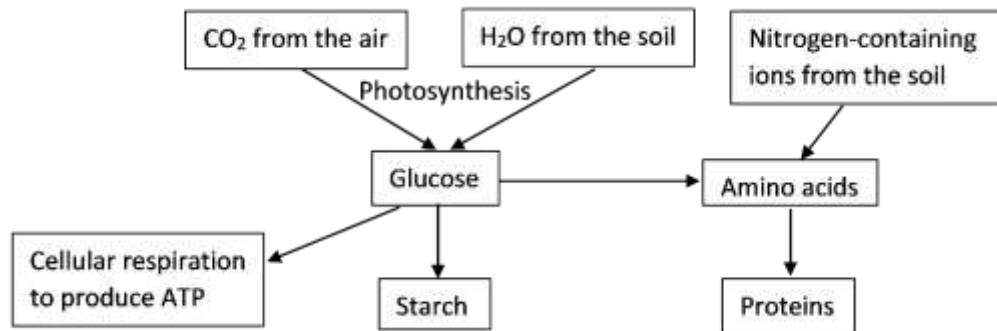 CO₂ from the air
H₂O from the soil
Nitrogen-containing
ions from the soil
Photosynthesis
Glucose
Amino acids
Cellular respiration
to produce ATP
Starch
Proteins